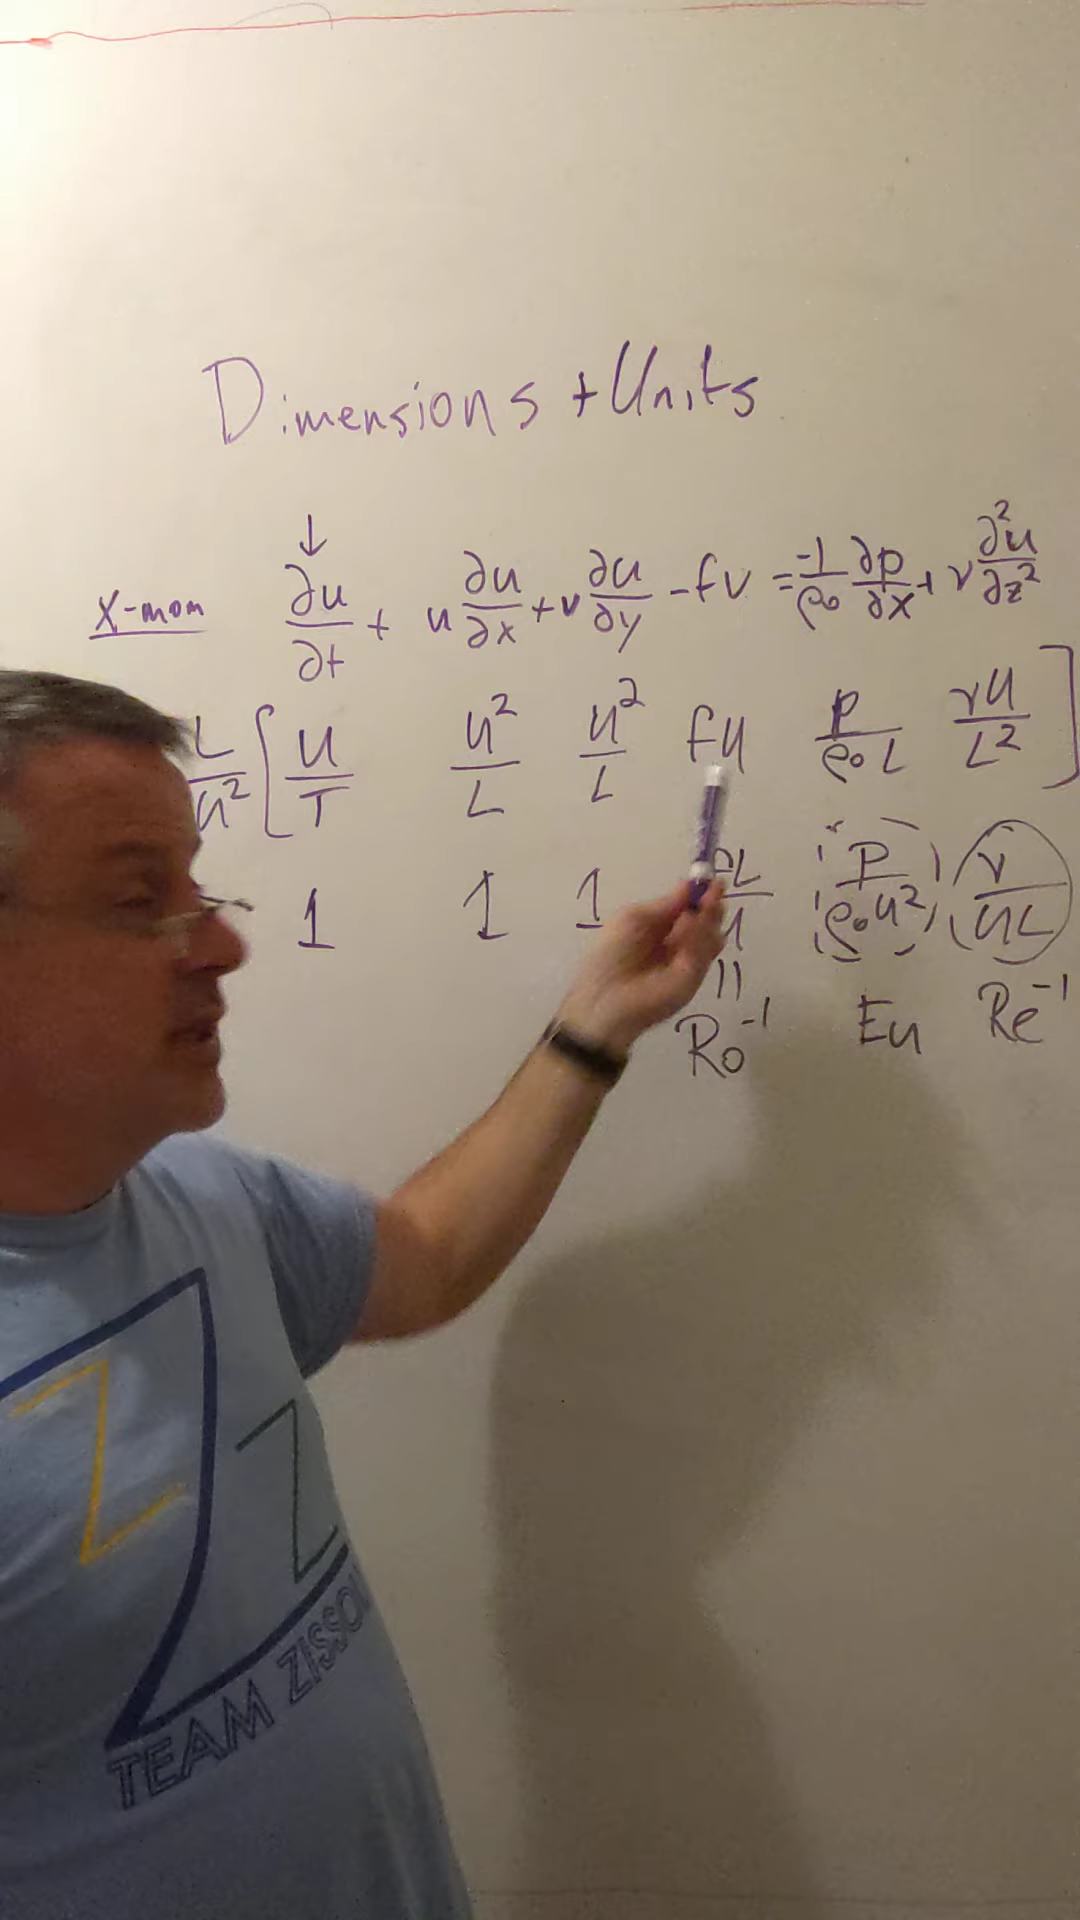 Dimensions + Units
↓
x-mom ∂u/∂t + u ∂u/∂x + v ∂u/∂y - fv = -1/ρ₀ ∂p/∂x + ν ∂²u/∂z²
L/U² [ U/T U²/L U²/L fU P/ρ₀L νU/L² ]
1 1 1 P/ρ₀U² ν/UL
||
Ro⁻¹ Eu Re⁻¹
Z
Z
Z
TEAM